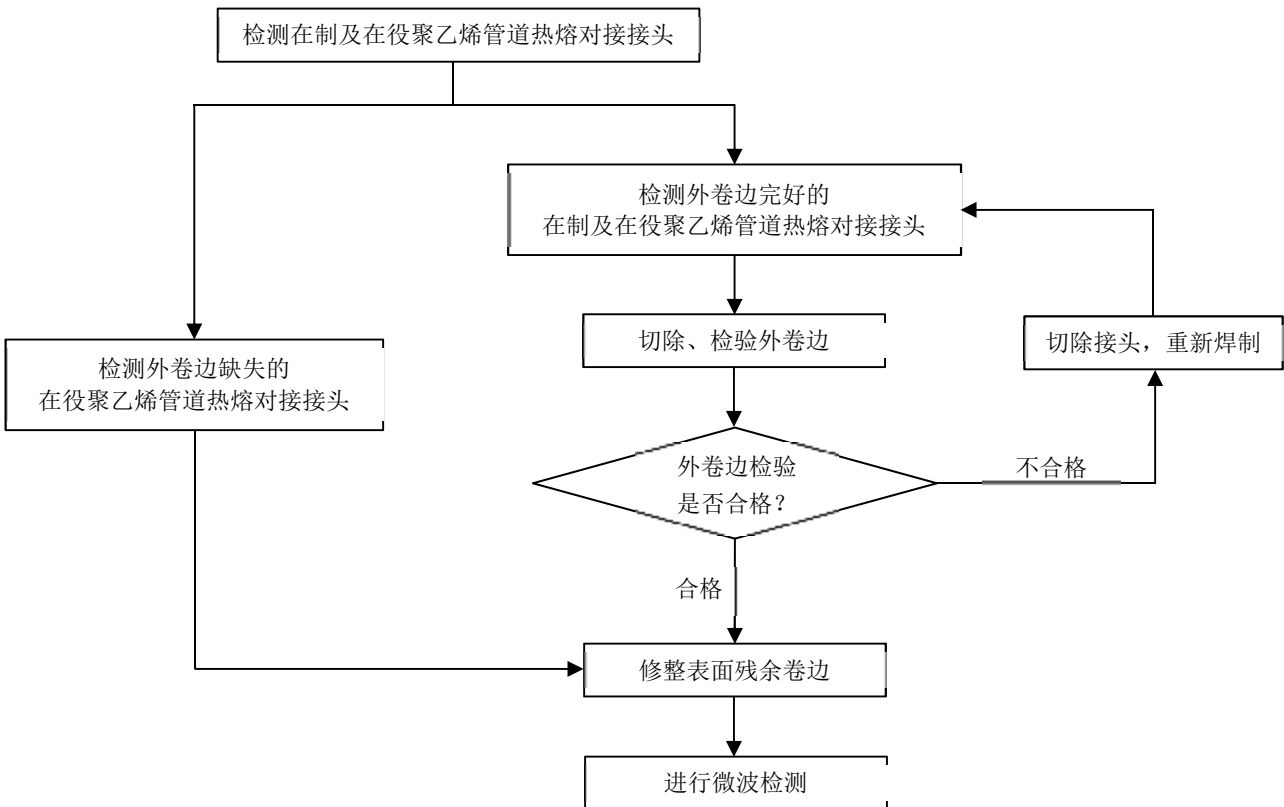 检测在制及在役聚乙烯管道热熔对接接头
检测外卷边完好的
在制及在役聚乙烯管道热熔对接接头
切除、检验外卷边
切除接头，重新焊制
检测外卷边缺失的
在役聚乙烯管道热熔对接接头
外卷边检验
是否合格？
不合格
合格
修整表面残余卷边
进行微波检测